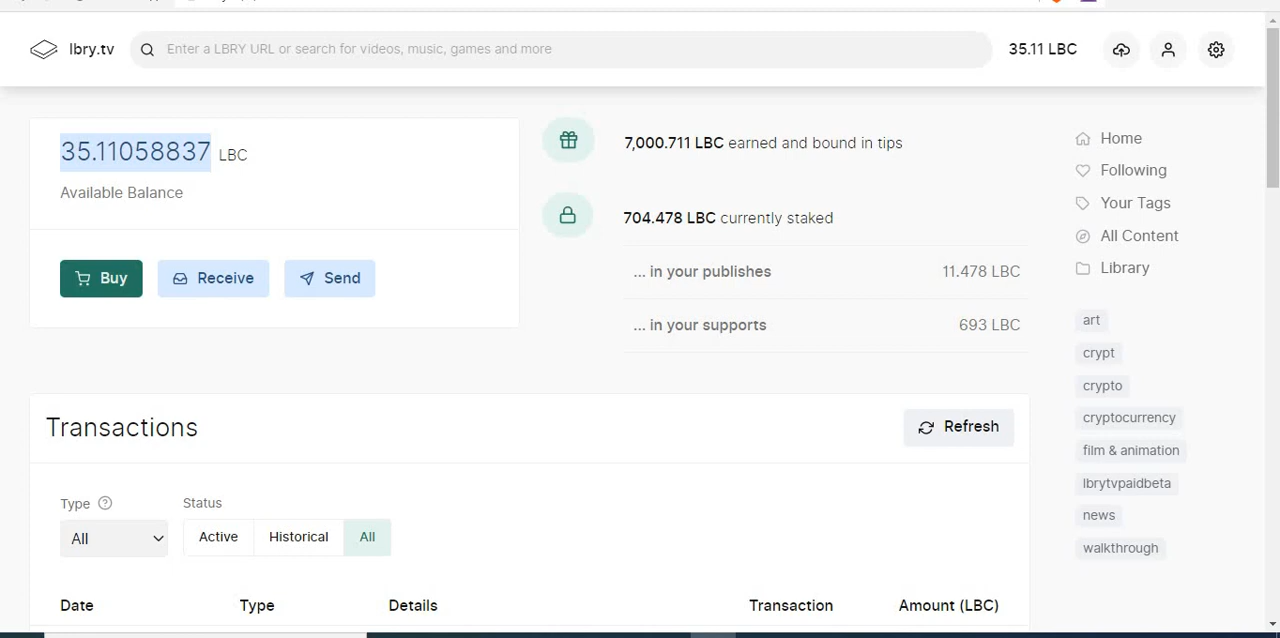 lbry.tv
Enter a LBRY URL or search for videos, music, games and more
35.11 LBC
35.11058837 LBC
Available Balance
Buy
Receive
Send
7,000.711 LBC earned and bound in tips
704.478 LBC currently staked
... in your publishes 11.478 LBC
... in your supports 693 LBC
Home
Following
Your Tags
All Content
Library
art
crypt
crypto
cryptocurrency
film & animation
lbrytvpaidbeta
news
walkthrough
Transactions
Refresh
Type ?
Status
All
Active Historical All
Date Type Details Transaction Amount (LBC)